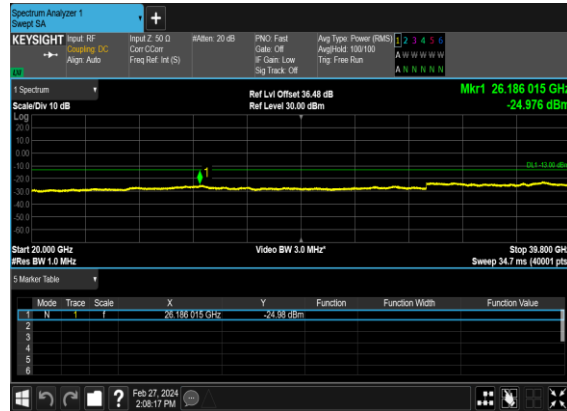 Spectrum Analyzer 1
Swept SA
+
KEYSIGHT Input: RF Input Z: 50 Ω #Atten: 20 dB PNO: Fast Avg Type: Power (RMS) 1 2 3 4 5 6
Coupling: DC Corr CCorr Gate: Off Avg|Hold: 100/100 A W W W W W
Align: Auto Freq Ref: Int (S) IF Gain: Low Trig: Free Run
Sig Track: Off A N N N N N
LW
1 Spectrum Ref Lvl Offset 36.48 dB Mkr1 26.186 015 GHz
Scale/Div 10 dB Ref Level 30.00 dBm -24.976 dBm
Log
20.0
10.0
0.00
-10.0 DL1 -13.00 dBm
1
-20.0
-30.0
-40.0
-50.0
-60.0
Start 20.000 GHz Video BW 3.0 MHz* Stop 39.800 GHz
#Res BW 1.0 MHz Sweep 34.7 ms (40001 pts)
5 Marker Table
Mode Trace Scale X Y Function Function Width Function Value
1 N 1 f 26.186 015 GHz -24.98 dBm
2
3
4
5
6
? Feb 27, 2024
2:08:17 PM